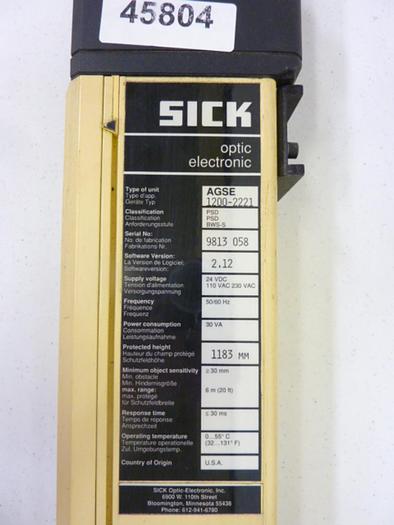 45804
SICK
optic
electronic
Type of unit
Type d'app.
Geräte Typ
AGSE
1200-2221
Classification
Classification
Anforderungsstufe
PSD
PSD
BWS-S
Serial No:
No. de fabrication
Fabrikations Nr.
9813 058
Software Version:
La Version de Logiciel:
Softwareversion:
2.12
Supply voltage
Tension d'alimentation
Versorgungsspannung
24 VDC
110 VAC 230 VAC
Frequency
Fréquence
Frequenz
50/60 Hz
Power consumption
Consommation
Leistungsaufnahme
30 VA
Protected height
Hauteur du champ protégé
Schutzfeldhöhe
1183 MM
Minimum object sensitivity
Min. obstacle
Min. Hindernisgröße
≥ 30 mm
max. range:
max. protégé
für Schutzfeldbreite
6 m (20 ft)
Response time
Temps de réponse
Ansprechzeit
≤ 30 ms
Operating temperature
Température operationelle
Zul. Umgebungstemp.
0...55° C
(32...131° F)
Country of Origin
U.S.A.
SICK Optic-Electronic, Inc.
6900 W. 110th Street
Bloomington, Minnesota 55438
Phone: 612-941-6780